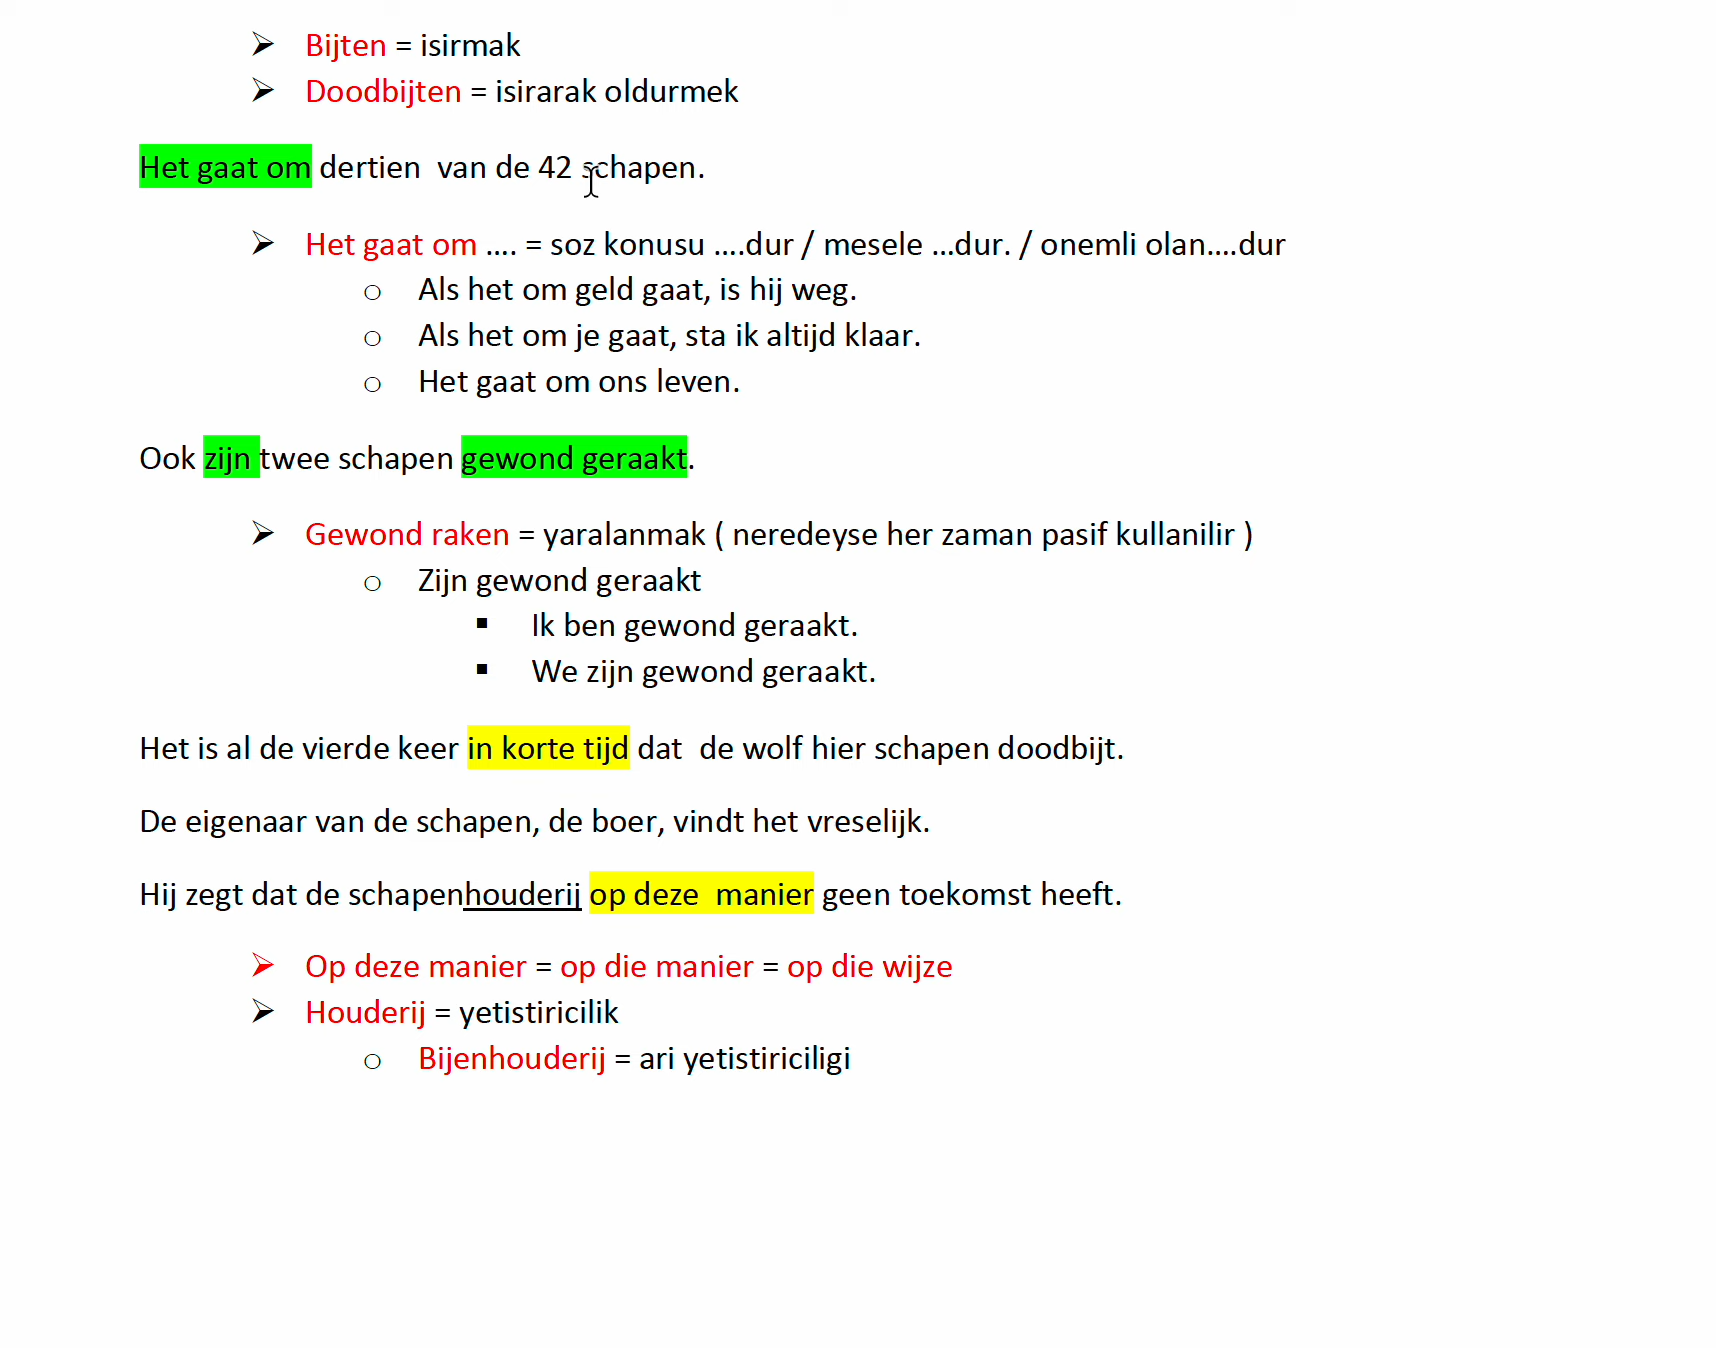 Bijten = isirmak
Doodbijten = isirarak oldurmek
Het gaat om dertien  van de 42 schapen.
Het gaat om .... = soz konusu ....dur / mesele ...dur. / onemli olan....dur
Als het om geld gaat, is hij weg.
Als het om je gaat, sta ik altijd klaar.
Het gaat om ons leven.
Ook zijn twee schapen gewond geraakt.
Gewond raken = yaralanmak ( neredeyse her zaman pasif kullanilir )
Zijn gewond geraakt
Ik ben gewond geraakt.
We zijn gewond geraakt.
Het is al de vierde keer in korte tijd dat  de wolf hier schapen doodbijt.
De eigenaar van de schapen, de boer, vindt het vreselijk.
Hij zegt dat de schapenhouderij op deze  manier geen toekomst heeft.
Op deze manier = op die manier = op die wijze
Houderij = yetistiricilik
Bijenhouderij = ari yetistiriciligi